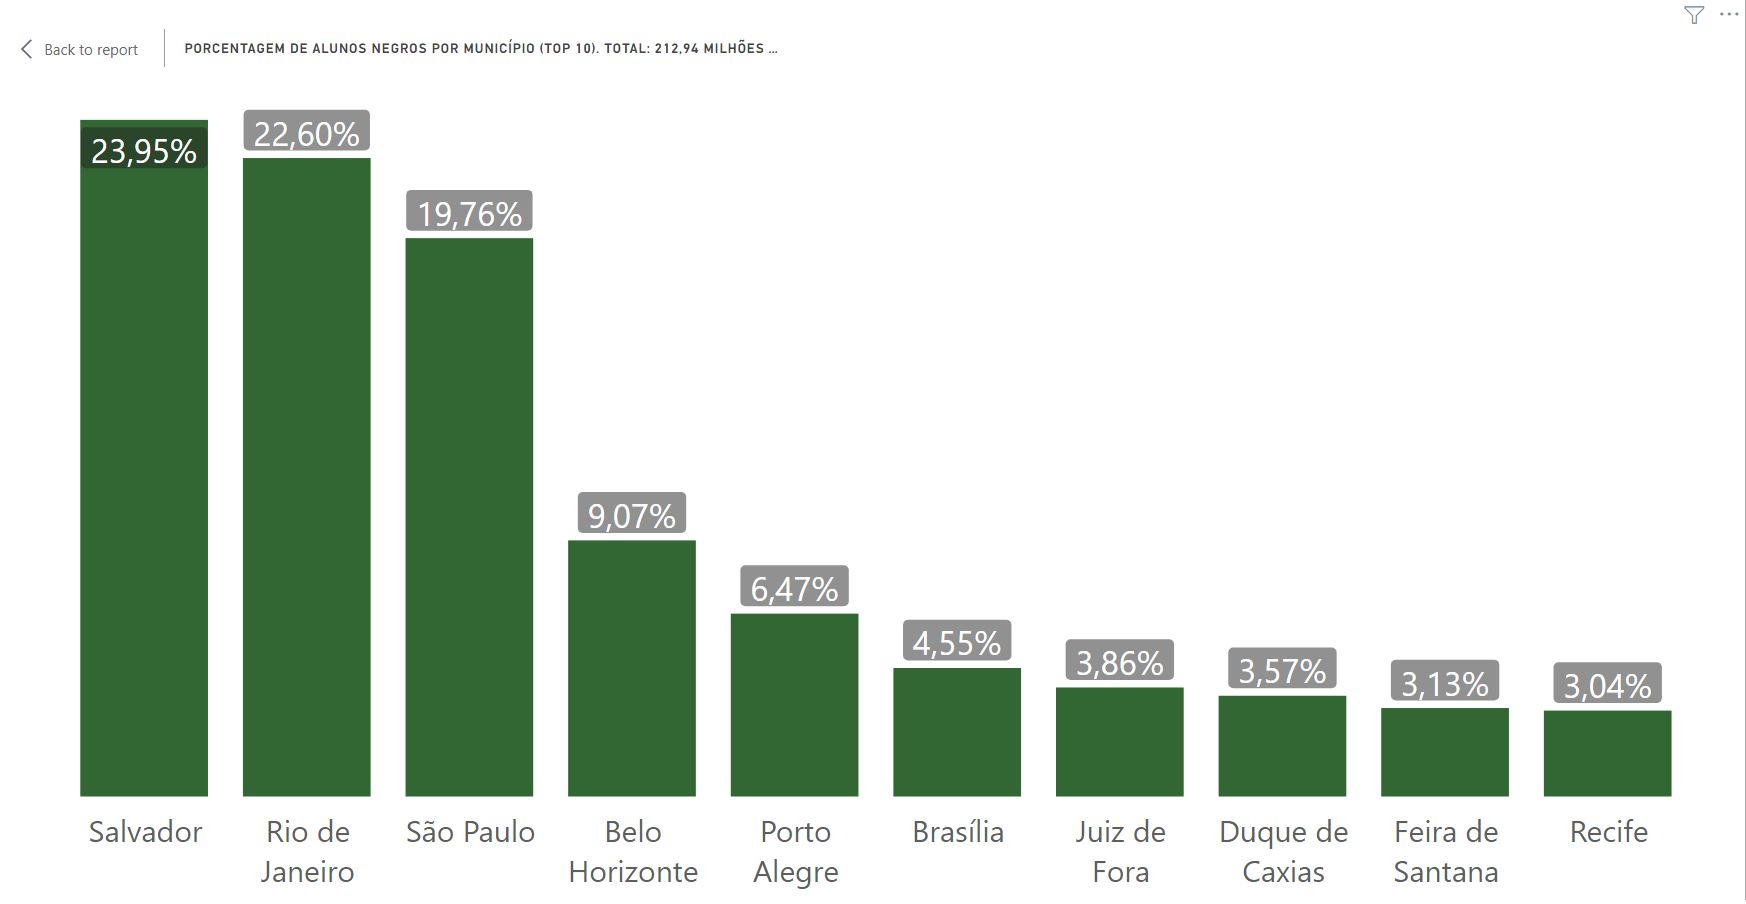 Back to report
PORCENTAGEM DE ALUNOS NEGROS POR MUNICÍPIO (TOP 10). TOTAL: 212,94 MILHÕES ...
23,95%
22,60%
19,76%
9,07%
6,47%
4,55%
3,86%
3,57%
3,13%
3,04%
Salvador
Rio de
Janeiro
São Paulo
Belo
Horizonte
Porto
Alegre
Brasília
Juiz de
Fora
Duque de
Caxias
Feira de
Santana
Recife